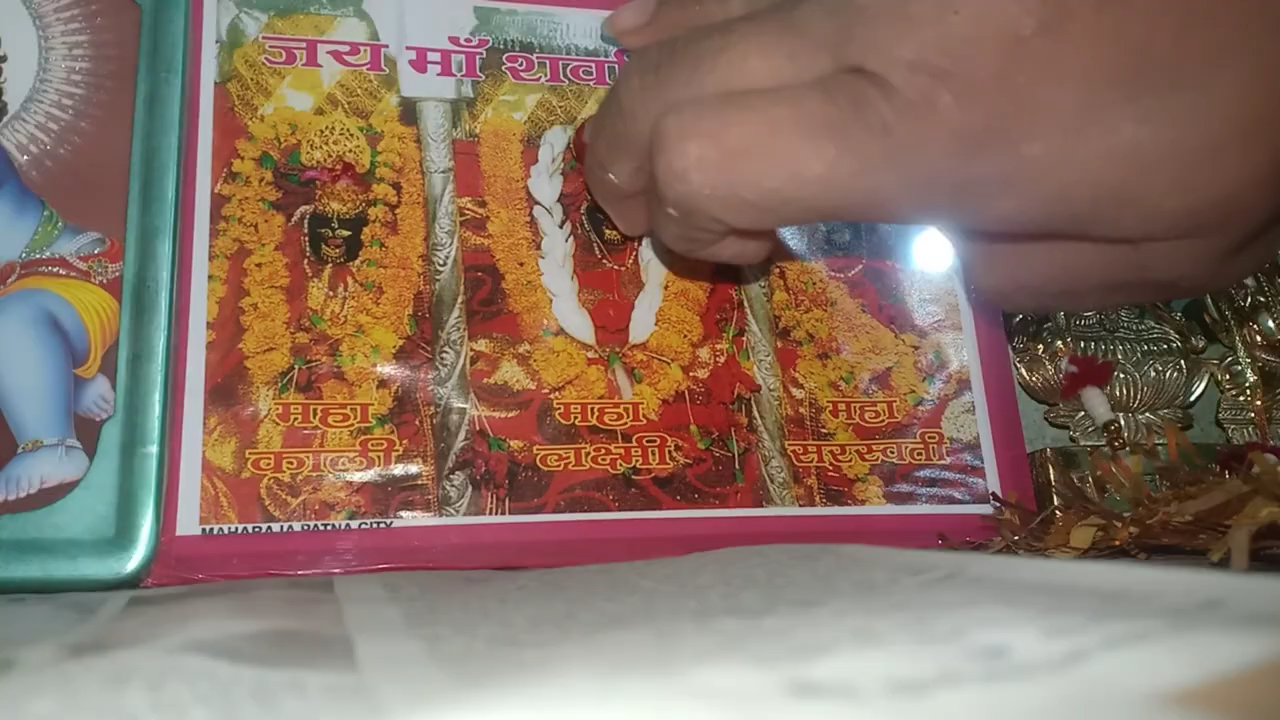 जय माँ
महा
काली
महा
लक्ष्मी
महा
सरस्वती
MAHARAJA PATNA CITY